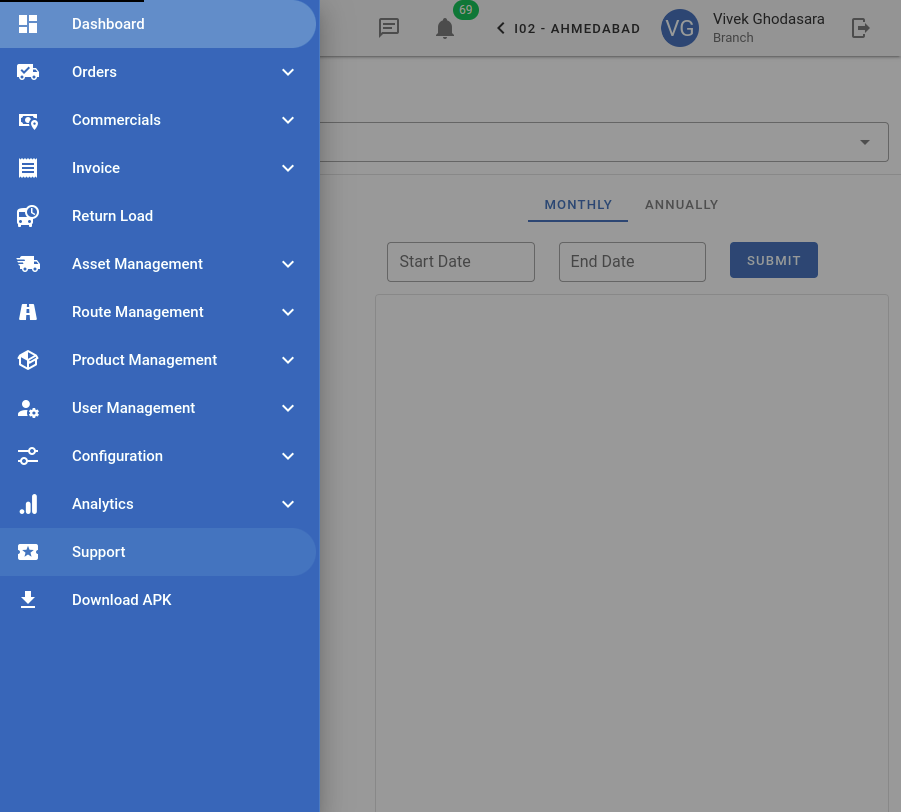 Dashboard
Orders
Commercials
Invoice
Return Load
Asset Management
Route Management
Product Management
User Management
Configuration
Analytics
Support
Download APK
69
I02 - AHMEDABAD
VG
Vivek Ghodasara
Branch
MONTHLY
ANNUALLY
Start Date
End Date
SUBMIT